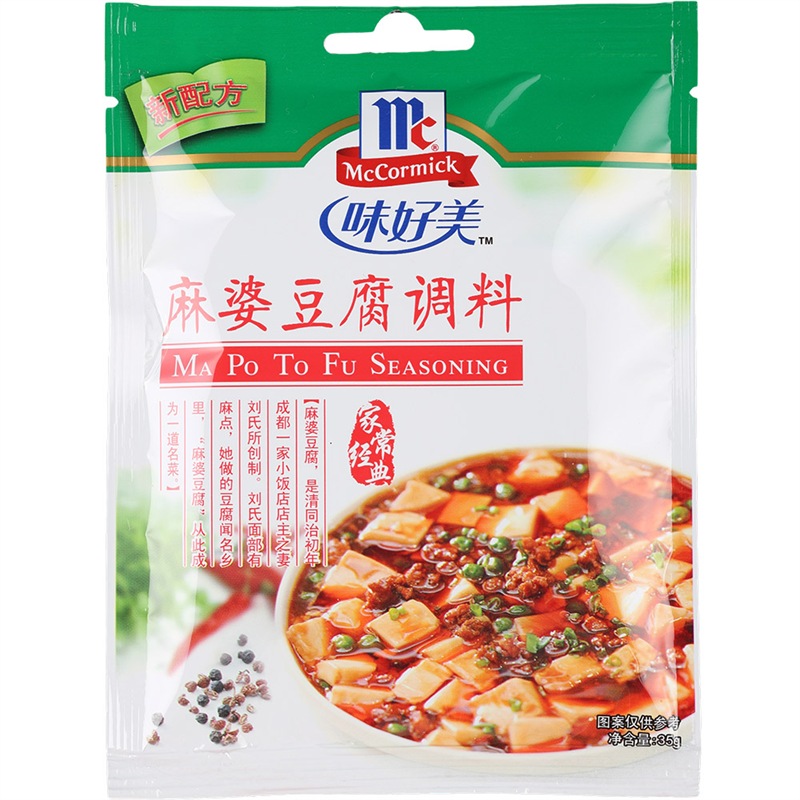 新配方
Mc®
McCormick
味好美™
麻婆豆腐调料
MA PO TO FU SEASONING
【麻婆豆腐，是清同治初年
成都一家小饭店店主之妻
刘氏所创制。刘氏面部有
麻点，她做的豆腐闻名乡
里，“麻婆豆腐”从此成
为一道名菜。】
家常
经典
图案仅供参考
净含量:35g